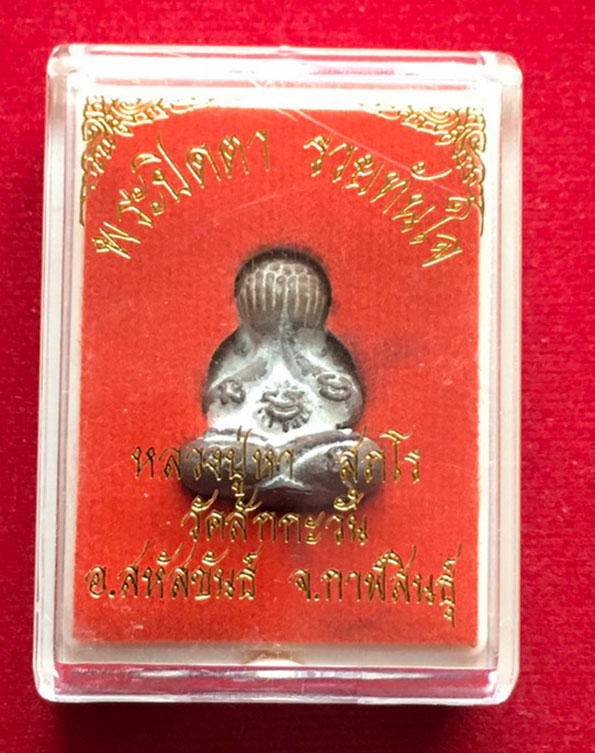 พระปิดตา รวยทันใจ
หลวงปู่หา สุภโร
วัดสักกะวัน
อ.สหัสขันธ์ จ.กาฬสินธุ์